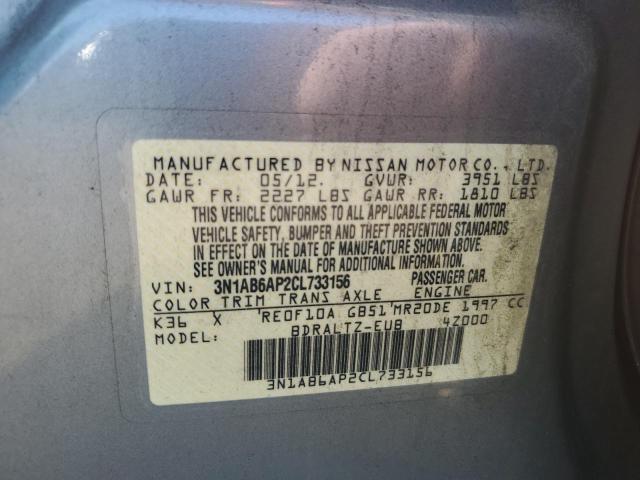 MANUFACTURED BY NISSAN MOTOR CO., LTD.
DATE: 05/12. GVWR: 3951 LBS
GAWR FR: 2227 LBS GAWR RR: 1810 LBS
THIS VEHICLE CONFORMS TO ALL APPLICABLE FEDERAL MOTOR
VEHICLE SAFETY, BUMPER AND THEFT PREVENTION STANDARDS
IN EFFECT ON THE DATE OF MANUFACTURE SHOWN ABOVE.
SEE OWNER'S MANUAL FOR ADDITIONAL INFORMATION.
VIN: 3N1AB6AP2CL733156 PASSENGER CAR.
COLOR TRIM TRANS AXLE ENGINE
K36 X RE0F10A GB51 MR20DE 1997 CC
MODEL: BDRALTZ-EUB 4Z000
3N1AB6AP2CL733156